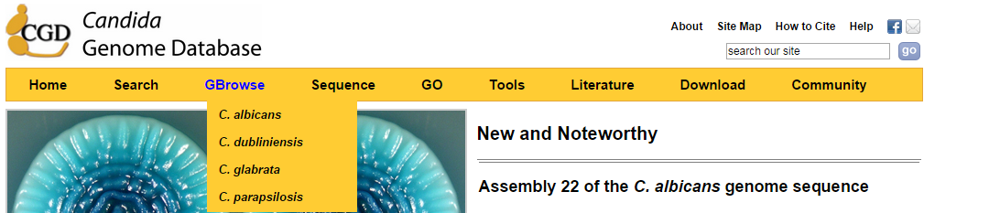 CGD
Candida
Genome Database
About Site Map How to Cite Help f
search our site go
Home Search GBrowse Sequence GO Tools Literature Download Community
C. albicans
C. dubliniensis
C. glabrata
C. parapsilosis
New and Noteworthy
Assembly 22 of the C. albicans genome sequence